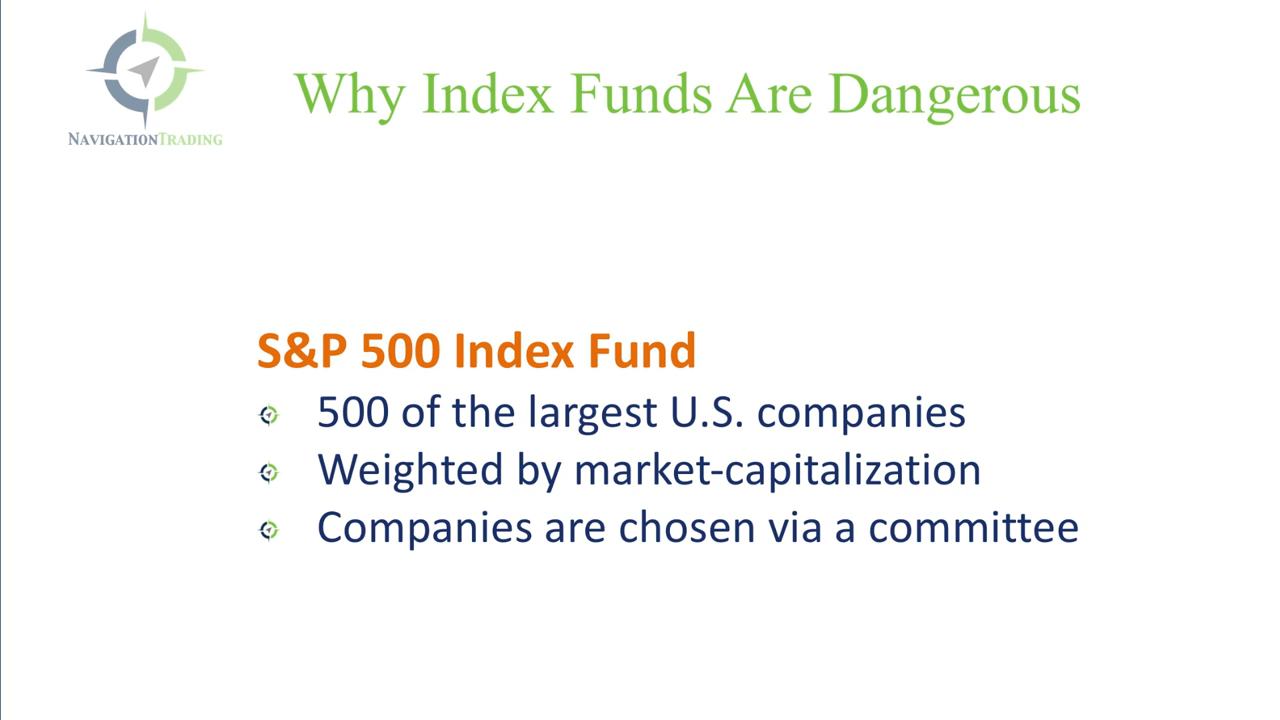 NAVIGATIONTRADING
Why Index Funds Are Dangerous
S&P 500 Index Fund
500 of the largest U.S. companies
Weighted by market-capitalization
Companies are chosen via a committee